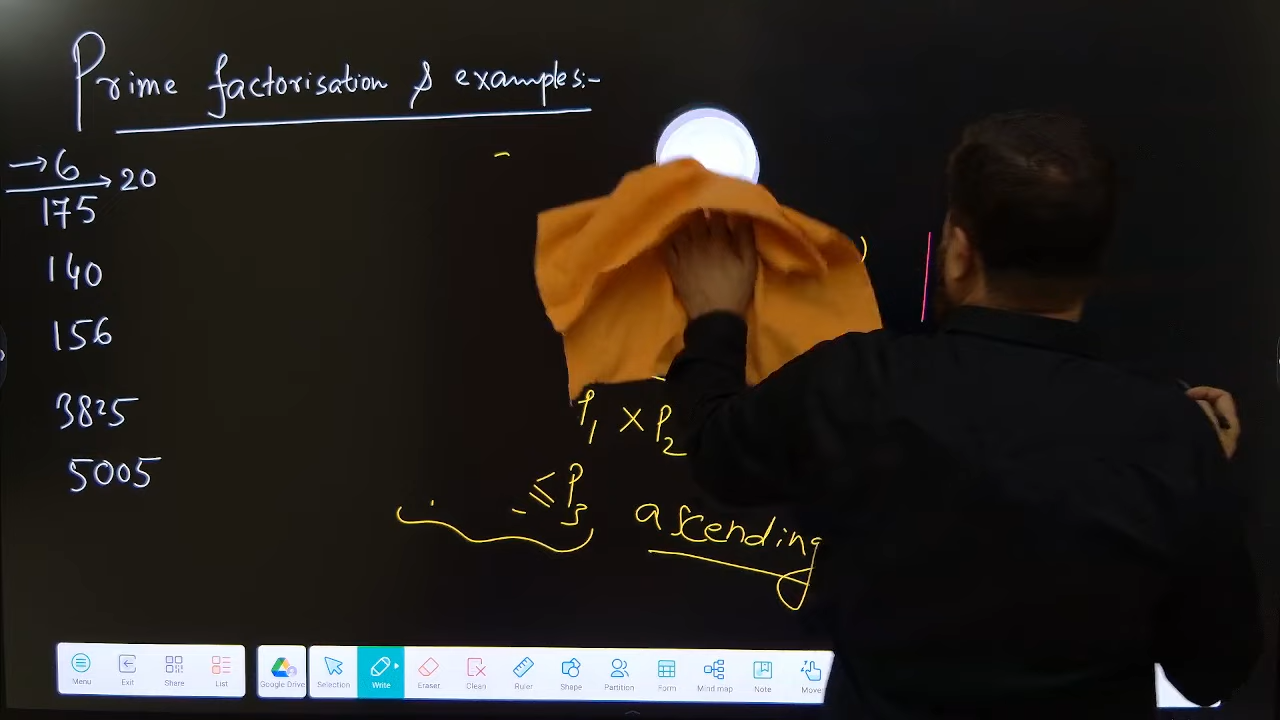 Prime factorisation & examples:-
→ 6
→ 20
175
140
156
3825
5005
P1 × P2
≤ P3
ascending
Menu Exit Share List Google Drive Selection Write Eraser Clean Ruler Shape Partition Form Mind map Note Move